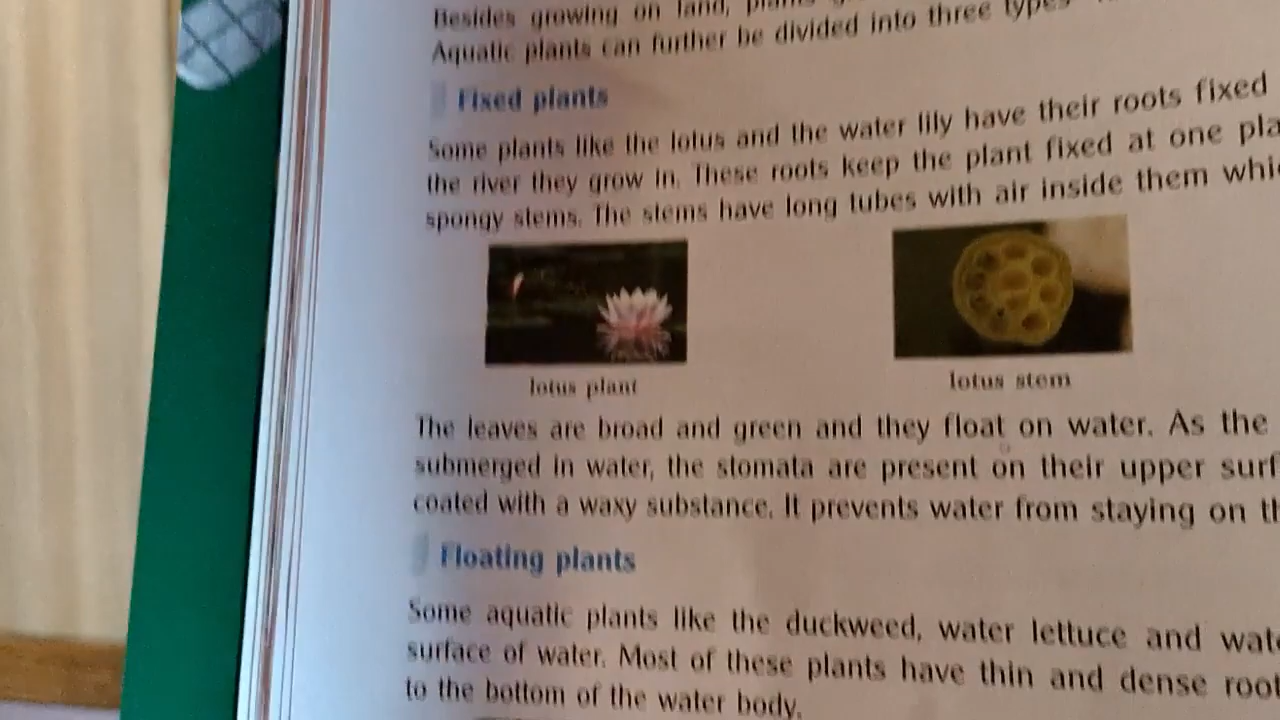 Besides growing on land, plants
Aquatic plants can further be divided into three types
Fixed plants
Some plants like the lotus and the water lily have their roots fixed
the river they grow in. These roots keep the plant fixed at one
spongy stems. The stems have long tubes with air inside them
lotus plant
lotus stem
The leaves are broad and green and they float on water. As the
submerged in water, the stomata are present on their upper
coated with a waxy substance. It prevents water from staying on
Floating plants
Some aquatic plants like the duckweed, water lettuce and
surface of water. Most of these plants have thin and dense
to the bottom of the water body.